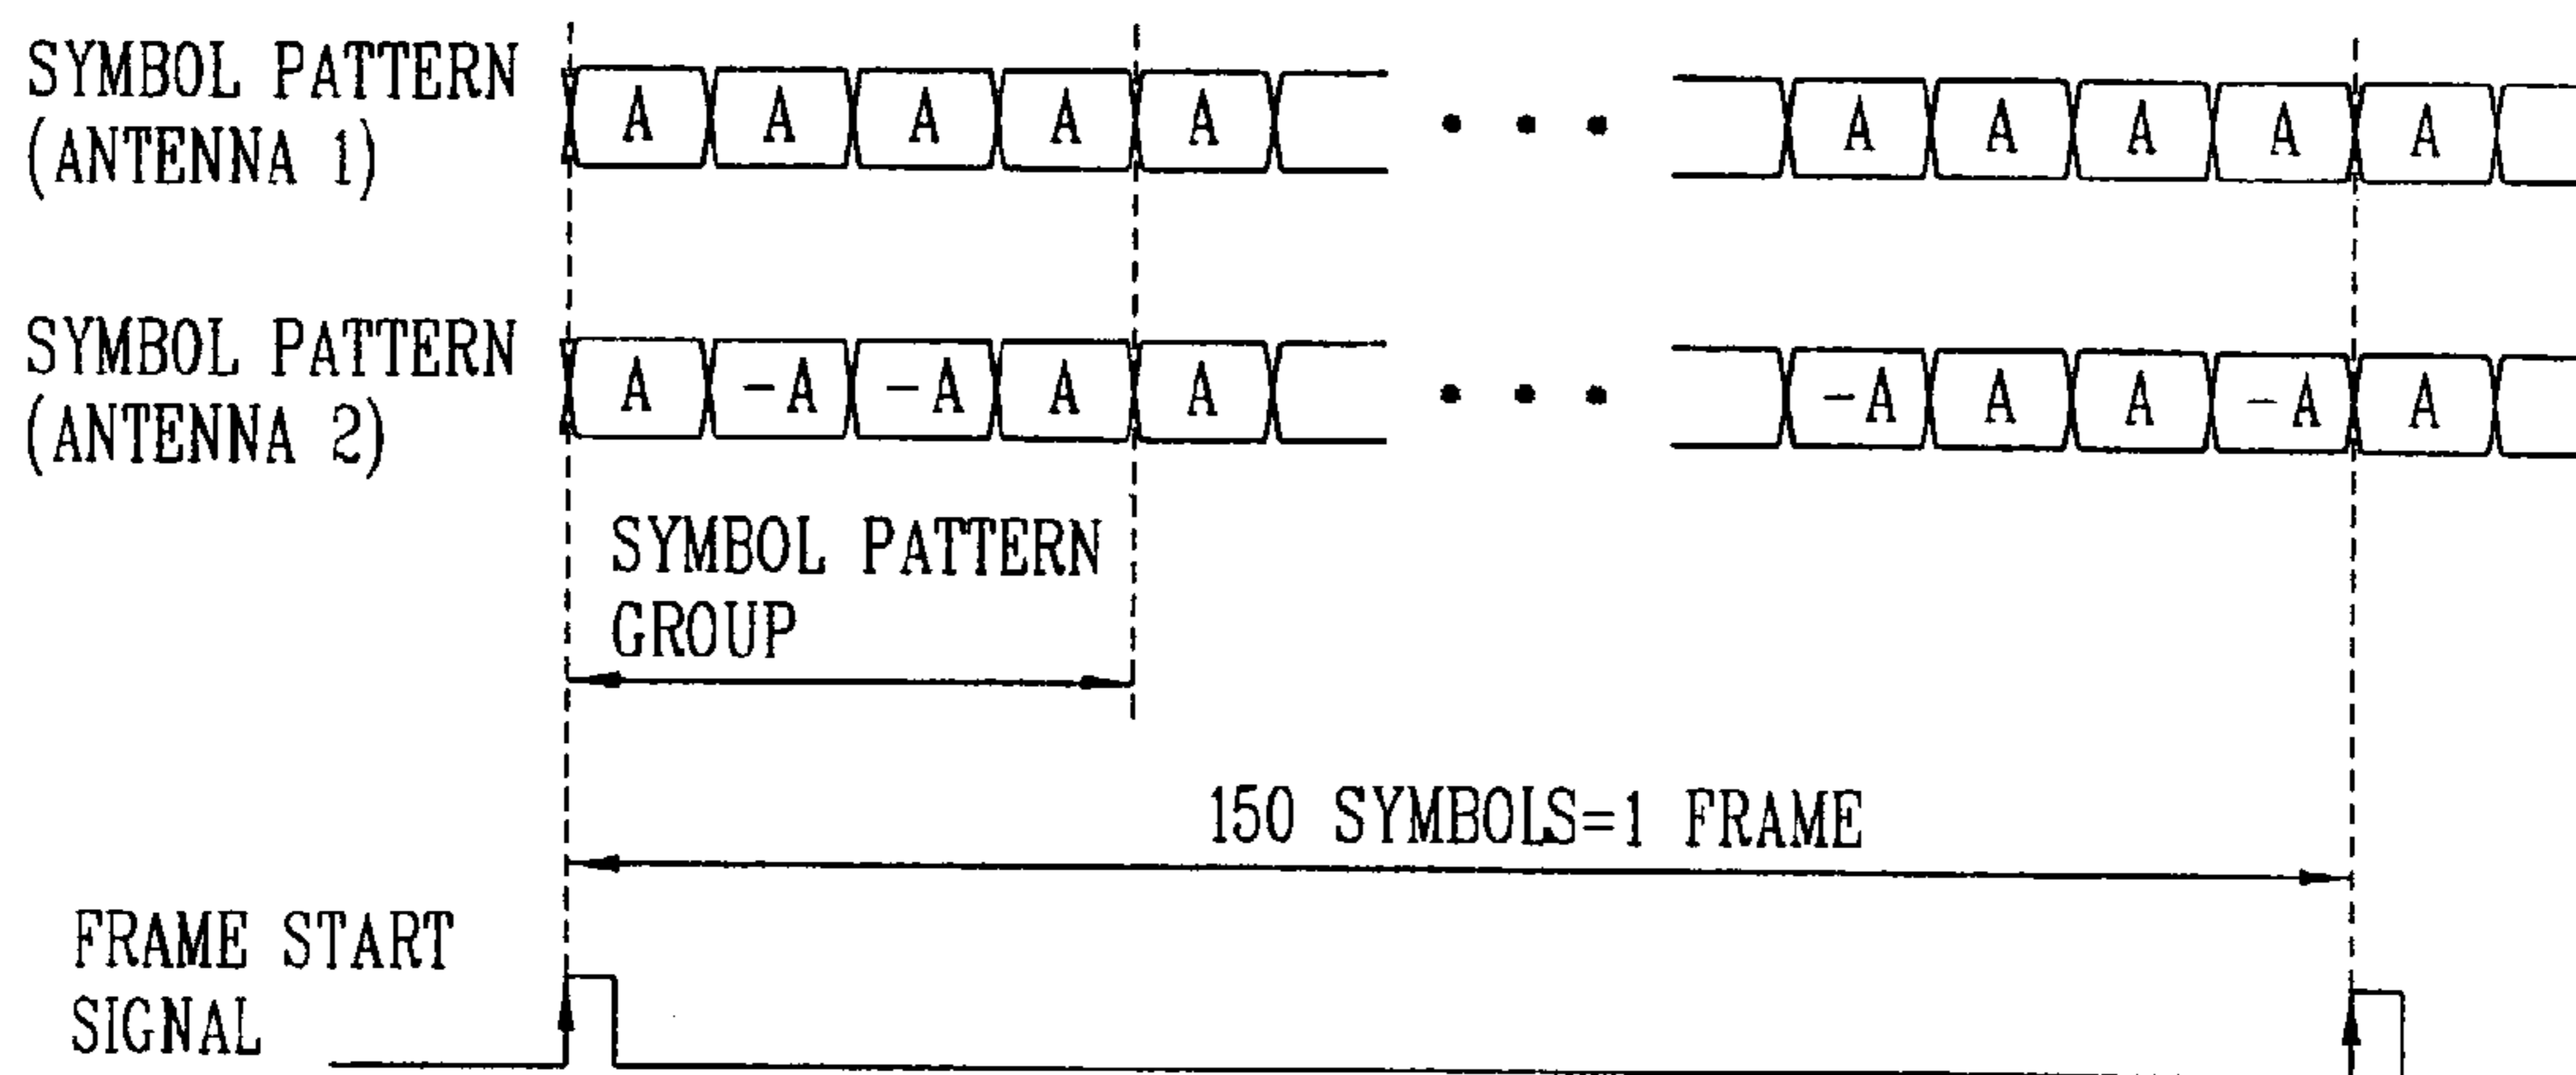 SYMBOL PATTERN
(ANTENNA 1)
A A A A A • • • A A A A A
SYMBOL PATTERN
(ANTENNA 2)
A -A -A A A • • • -A A A -A A
SYMBOL PATTERN
GROUP
150 SYMBOLS=1 FRAME
FRAME START
SIGNAL